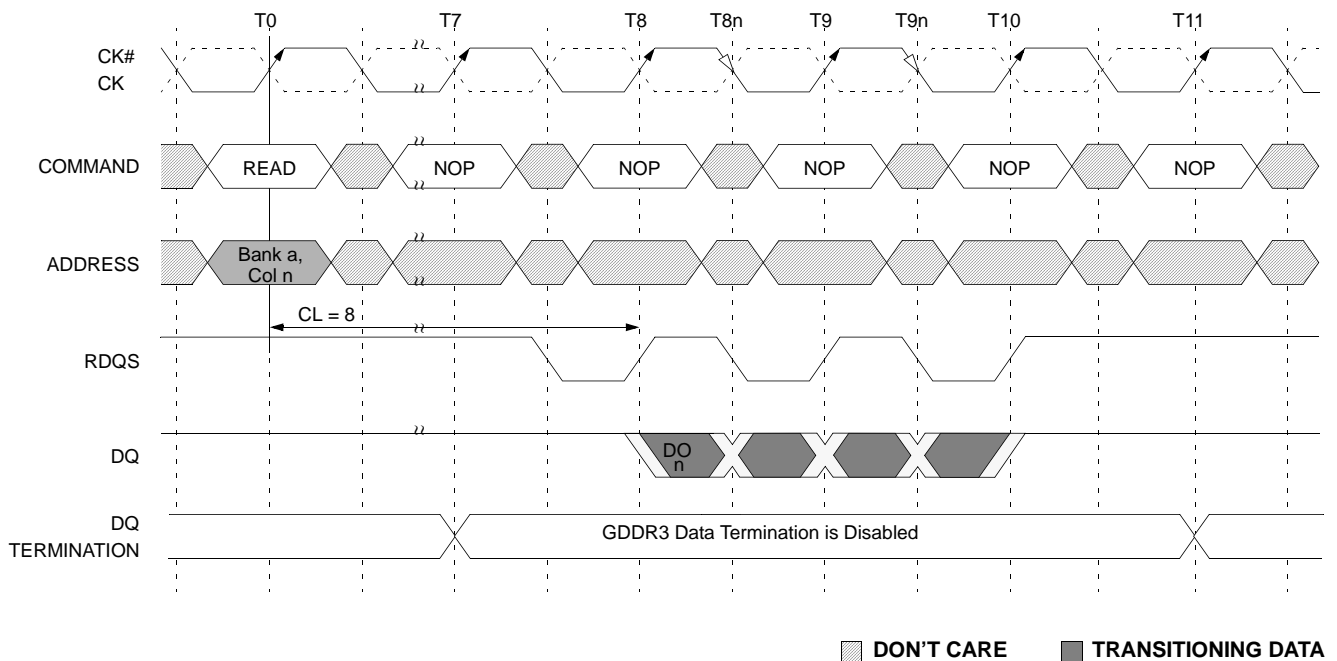 T0 T7 T8 T8n T9 T9n T10 T11
CK#
CK
COMMAND READ NOP NOP NOP NOP NOP
ADDRESS Bank a,
Col n
CL = 8
RDQS
DQ DO
n
DQ
TERMINATION GDDR3 Data Termination is Disabled
DON'T CARE TRANSITIONING DATA